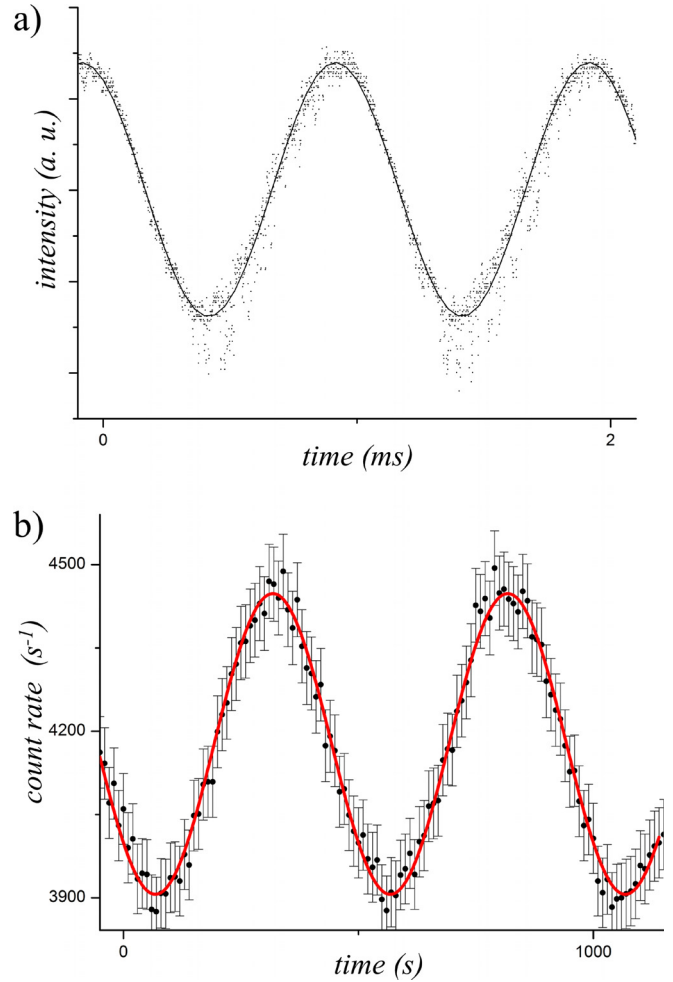 a)
intensity (a. u.)
0
2
time (ms)
b)
4500
4200
3900
count rate (s-1)
0
1000
time (s)